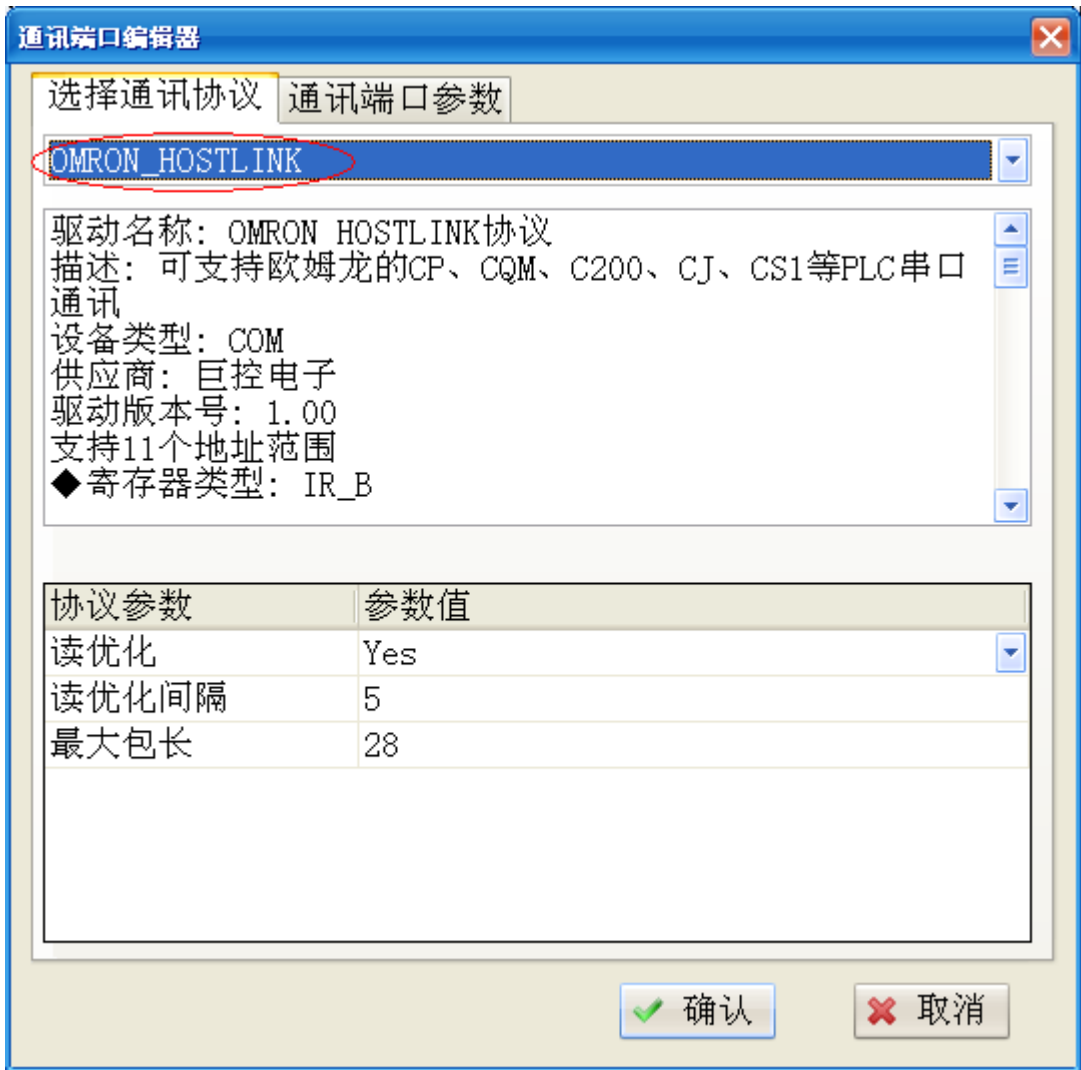 通讯端口编辑器
选择通讯协议 通讯端口参数
OMRON_HOSTLINK
驱动名称: OMRON HOSTLINK协议
描述: 可支持欧姆龙的CP、CQM、C200、CJ、CS1等PLC串口
通讯
设备类型: COM
供应商: 巨控电子
驱动版本号: 1.00
支持11个地址范围
◆寄存器类型: IR_B
协议参数 参数值
读优化 Yes
读优化间隔 5
最大包长 28
确认 取消